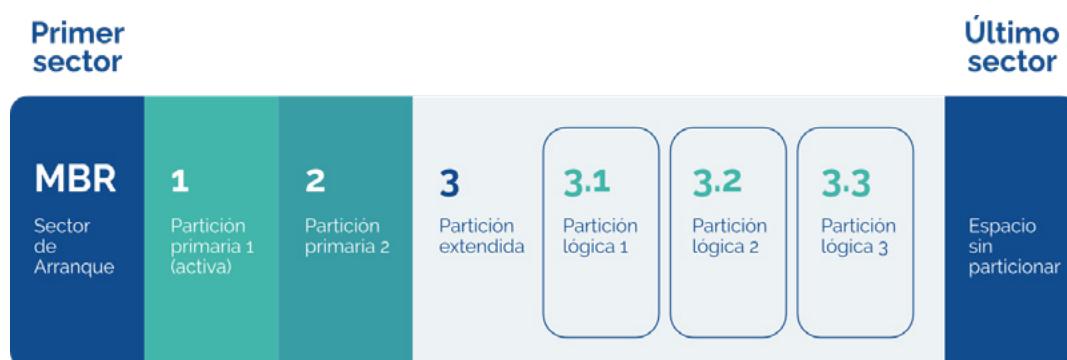 Primer
sector
Último
sector
MBR
Sector
de
Arranque
1
Partición
primaria 1
(activa)
2
Partición
primaria 2
3
Partición
extendida
3.1
Partición
lógica 1
3.2
Partición
lógica 2
3.3
Partición
lógica 3
Espacio
sin
particionar